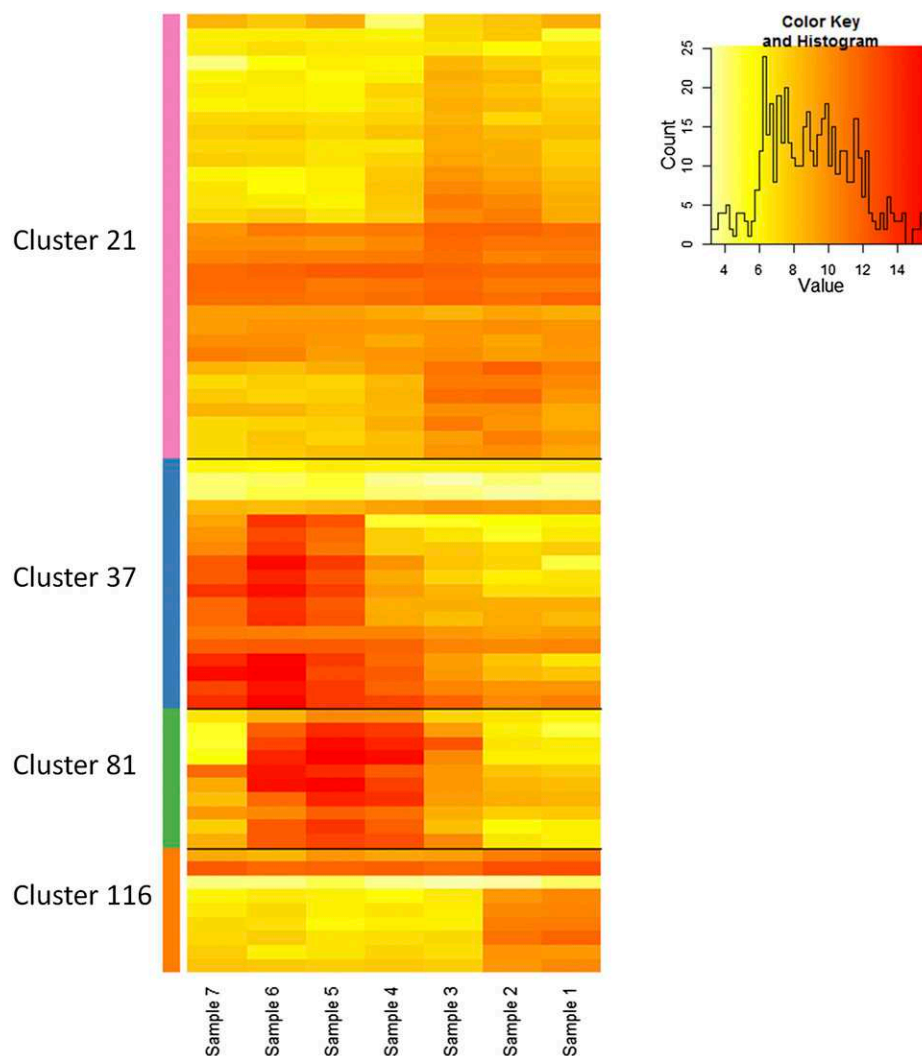 Color Key
and Histogram
Count
0 5 10 15 20 25
4 6 8 10 12 14
Value
Cluster 21
Cluster 37
Cluster 81
Cluster 116
Sample 7
Sample 6
Sample 5
Sample 4
Sample 3
Sample 2
Sample 1